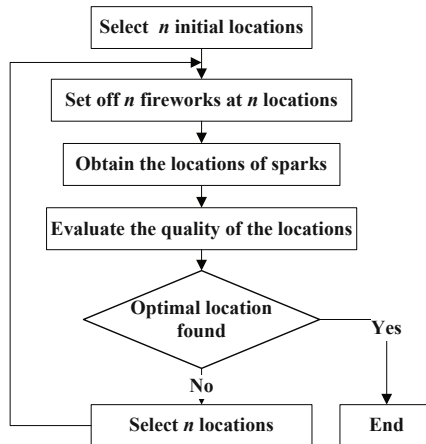 Select n initial locations
Set off n fireworks at n locations
Obtain the locations of sparks
Evaluate the quality of the locations
Optimal location
found
Yes
No
Select n locations
End